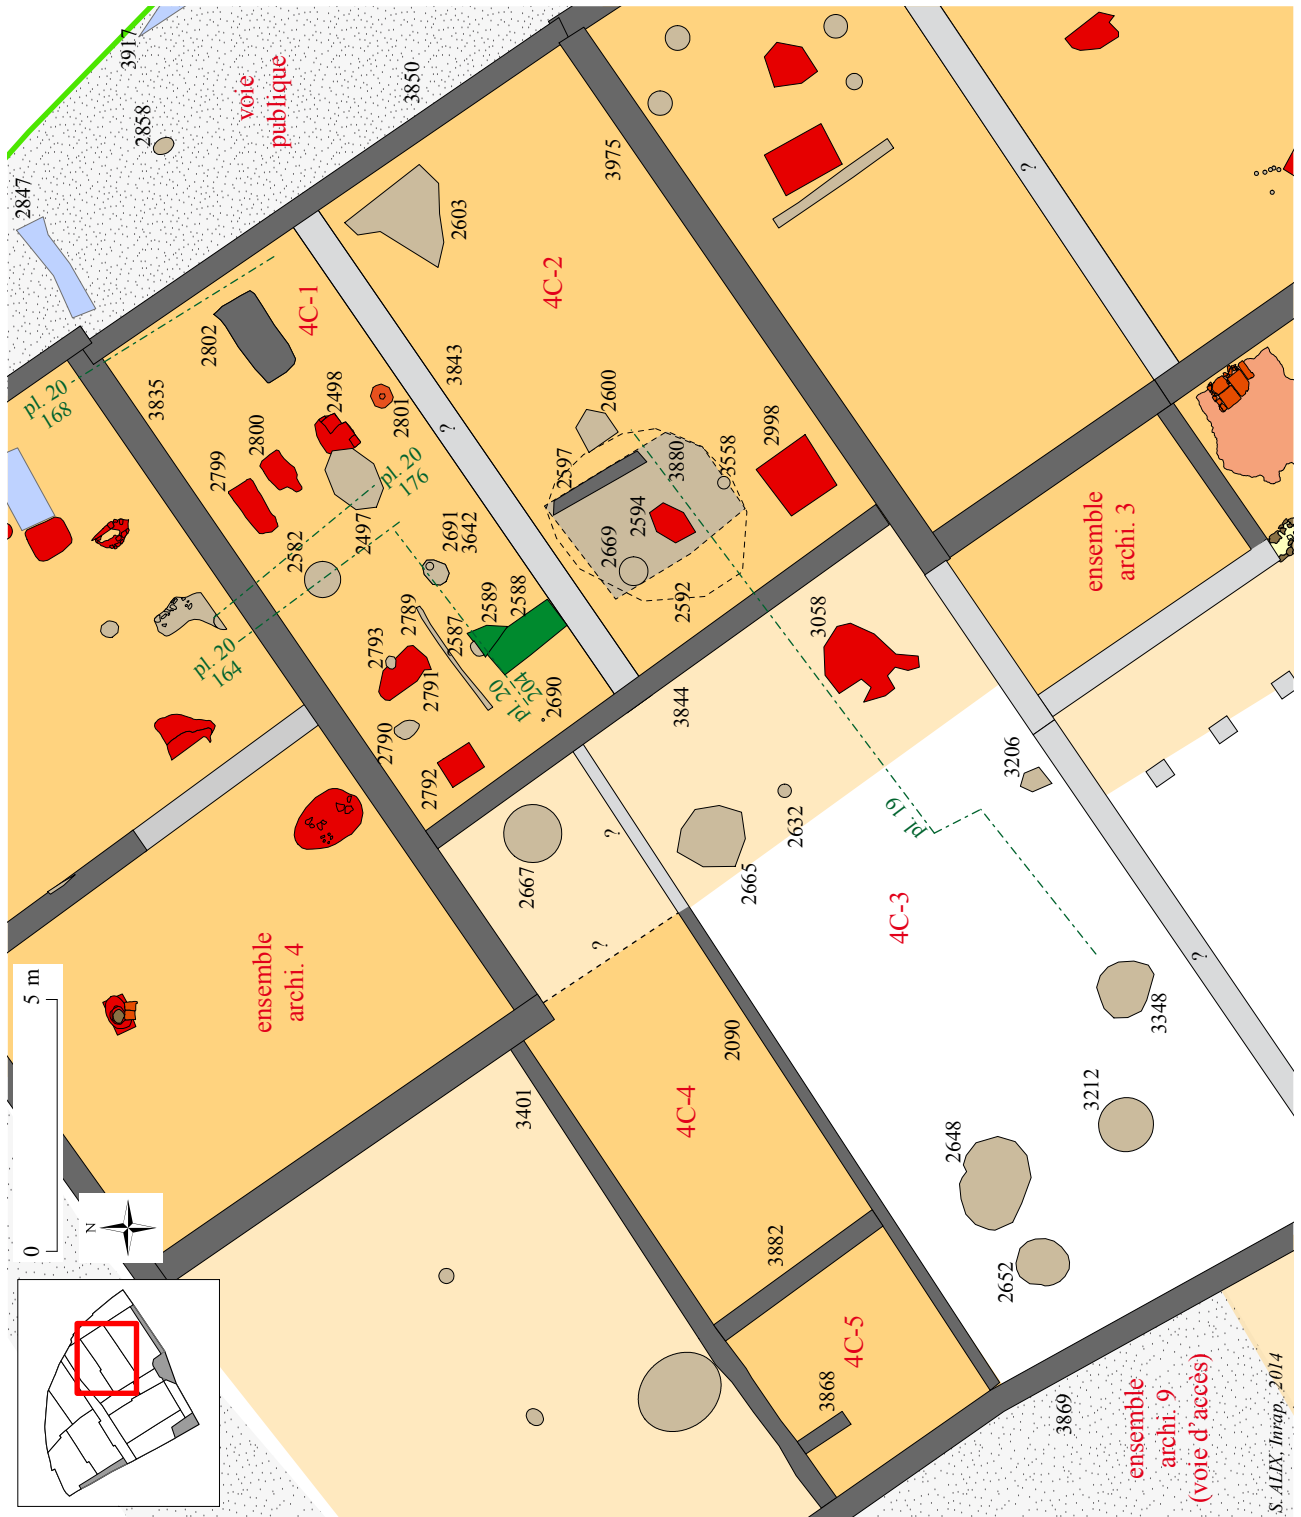 3917
2858
2847
voie
publique
3850
3975
2603
4C-2
4C-1
2802
pl. 20
168
3835
3843
?
2498
2801
2800
2799
2600
pl. 20
176
2597
3880
3558
2998
2497
2582
2691
3642
2669
2594
2592
2589
2588
2789
2587
2793
2791
pl. 20
164
pl. 20
204
2690
2790
2792
3844
3058
?
ensemble
archi. 3
3206
2667
?
2665
2632
pl. 19
?
4C-3
?
ensemble
archi. 4
5 m
0
N
3401
2090
4C-4
3348
3212
2648
3882
2652
4C-5
3868
3869
ensemble
archi. 9
(voie d'accès)
S. ALIX, Inrap, 2014